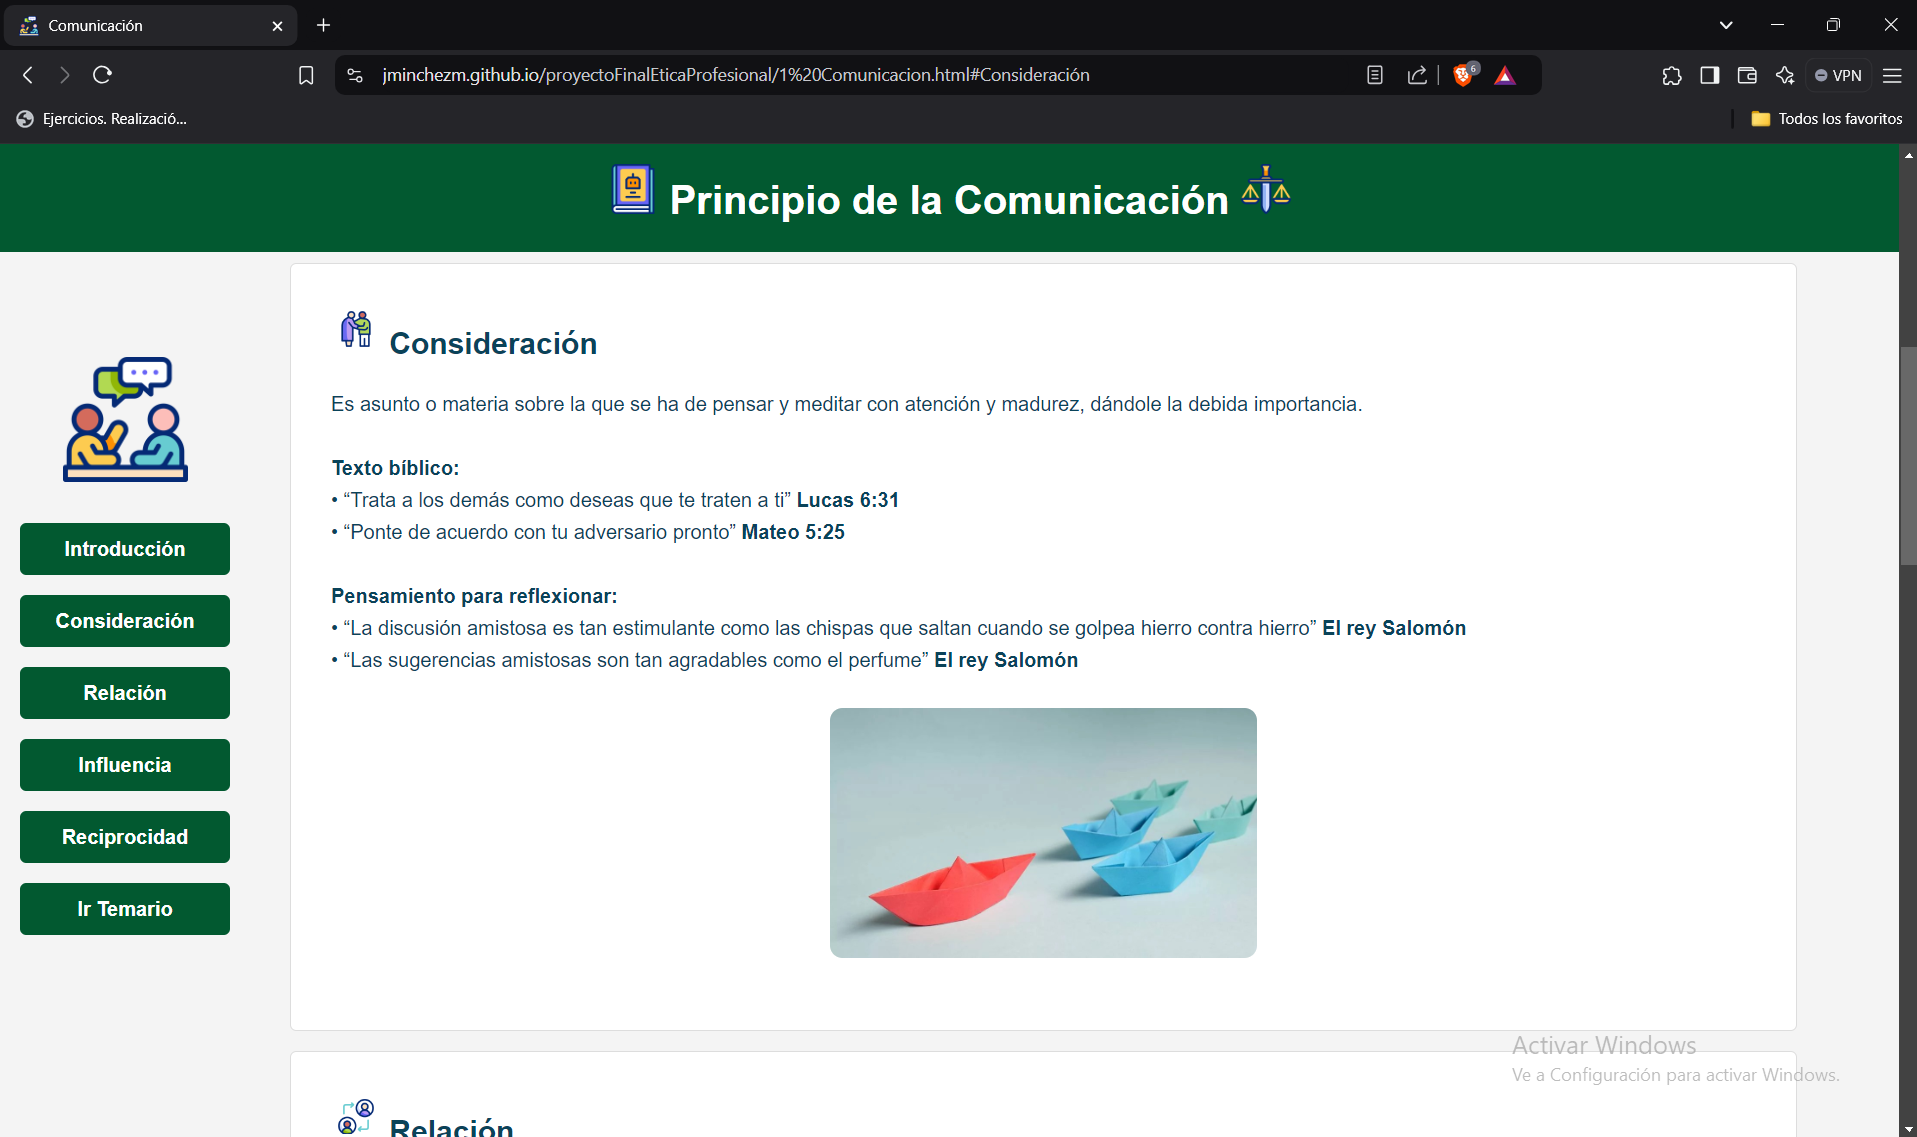 Comunicación
jminchezm.github.io/proyectoFinalEticaProfesional/1%20Comunicacion.html#Consideración
6
VPN
Ejercicios. Realizació...
Todos los favoritos
Principio de la Comunicación
Introducción
Consideración
Relación
Influencia
Reciprocidad
Ir Temario
Consideración
Es asunto o materia sobre la que se ha de pensar y meditar con atención y madurez, dándole la debida importancia.
Texto bíblico:
• “Trata a los demás como deseas que te traten a ti” Lucas 6:31
• “Ponte de acuerdo con tu adversario pronto” Mateo 5:25
Pensamiento para reflexionar:
• “La discusión amistosa es tan estimulante como las chispas que saltan cuando se golpea hierro contra hierro” El rey Salomón
• “Las sugerencias amistosas son tan agradables como el perfume” El rey Salomón
Relación
Activar Windows
Ve a Configuración para activar Windows.